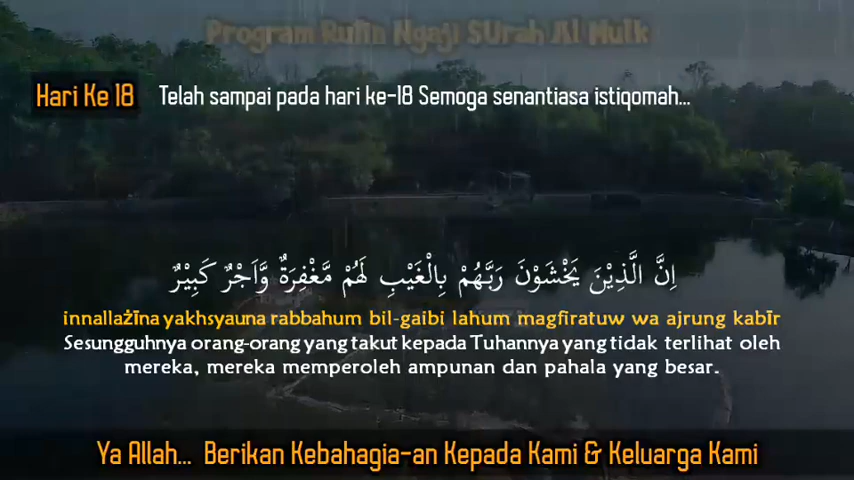 Program Rutin Ngaji SUrah Al Mulk
Hari Ke 18
Telah sampai pada hari ke-18 Semoga senantiasa istiqomah...
اِنَّ الَّذِيْنَ يَخْشَوْنَ رَبَّهُمْ بِالْغَيْبِ لَهُمْ مَّغْفِرَةٌ وَّاَجْرٌ كَبِيْرٌ
innallażīna yakhsyauna rabbahum bil-gaibi lahum magfiratuw wa ajrung kabīr
Sesungguhnya orang-orang yang takut kepada Tuhannya yang tidak terlihat oleh
mereka, mereka memperoleh ampunan dan pahala yang besar.
Ya Allah... Berikan Kebahagia-an Kepada Kami & Keluarga Kami